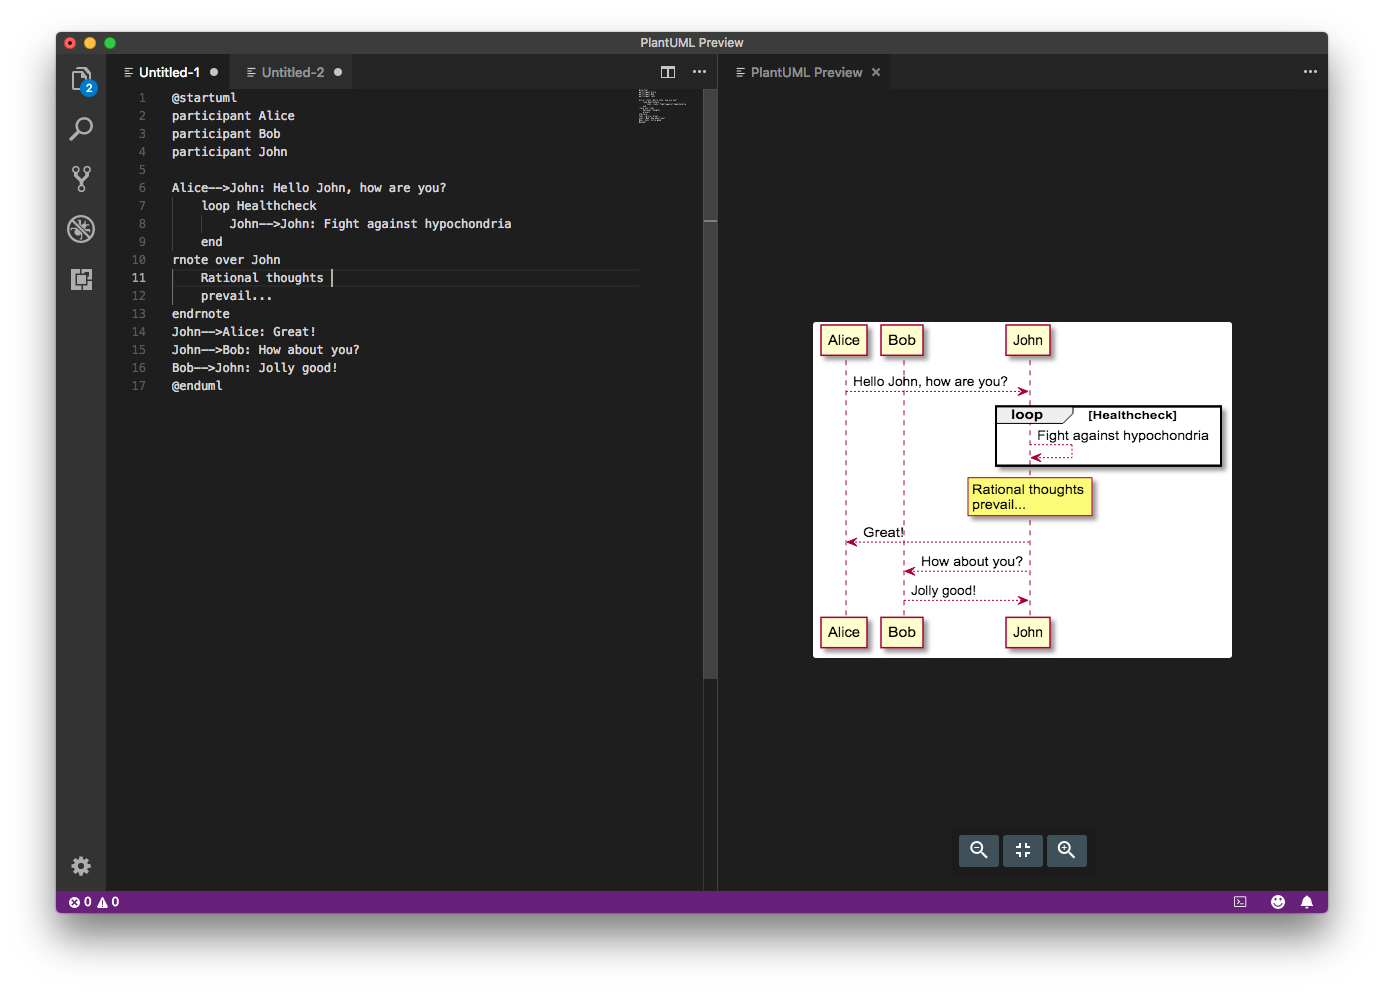 PlantUML Preview
2
Untitled-1
Untitled-2
PlantUML Preview
1 @startuml
2 participant Alice
3 participant Bob
4 participant John
5
6 Alice-->John: Hello John, how are you?
7 loop Healthcheck
8 John-->John: Fight against hypochondria
9 end
10 rnote over John
11 Rational thoughts
12 prevail...
13 endrnote
14 John-->Alice: Great!
15 John-->Bob: How about you?
16 Bob-->John: Jolly good!
17 @enduml
Alice Bob John
Hello John, how are you?
loop [Healthcheck]
Fight against hypochondria
Rational thoughts
prevail...
Great!
How about you?
Jolly good!
Alice Bob John
0 0